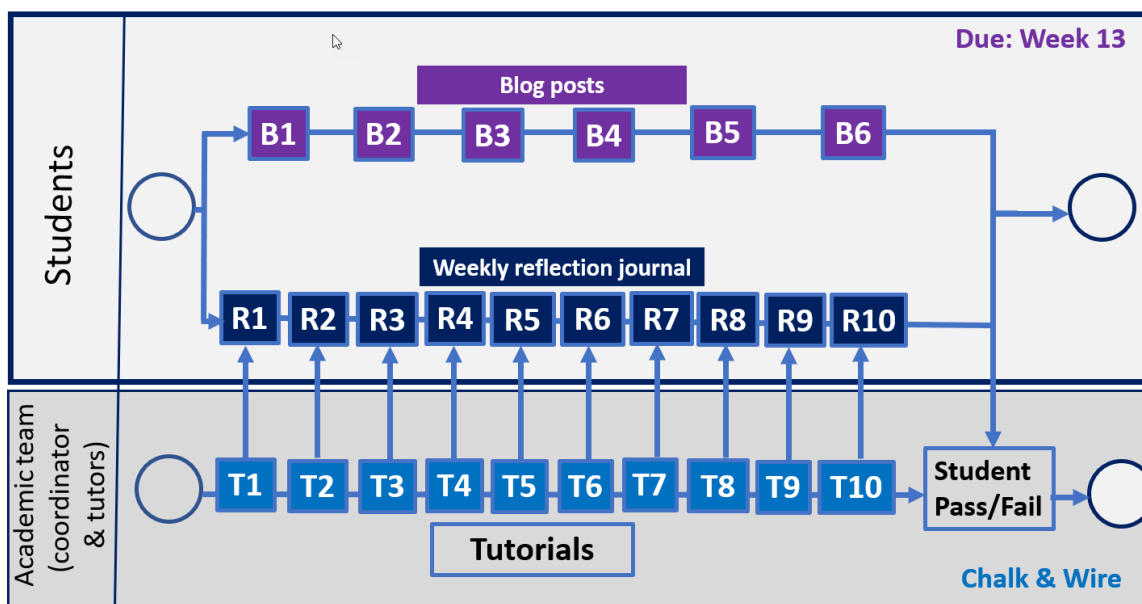 Due: Week 13
Blog posts
B1 B2 B3 B4 B5 B6
Students
Weekly reflection journal
R1 R2 R3 R4 R5 R6 R7 R8 R9 R10
Academic team
(coordinator
& tutors)
T1 T2 T3 T4 T5 T6 T7 T8 T9 T10
Student
Pass/Fail
Tutorials
Chalk & Wire